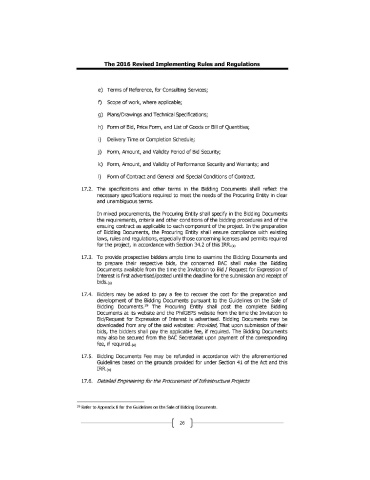 The 2016 Revised Implementing Rules and Regulations
e) Terms of Reference, for Consulting Services;
f) Scope of work, where applicable;
g) Plans/Drawings and Technical Specifications;
h) Form of Bid, Price Form, and List of Goods or Bill of Quantities;
i) Delivery Time or Completion Schedule;
j) Form, Amount, and Validity Period of Bid Security;
k) Form, Amount, and Validity of Performance Security and Warranty; and
l) Form of Contract and General and Special Conditions of Contract.
17.2. The specifications and other terms in the Bidding Documents shall reflect the
necessary specifications required to meet the needs of the Procuring Entity in clear
and unambiguous terms.
In mixed procurements, the Procuring Entity shall specify in the Bidding Documents
the requirements, criteria and other conditions of the bidding procedures and of the
ensuing contract as applicable to each component of the project. In the preparation
of Bidding Documents, the Procuring Entity shall ensure compliance with existing
laws, rules and regulations, especially those concerning licenses and permits required
for the project, in accordance with Section 34.2 of this IRR.(a)
17.3. To provide prospective bidders ample time to examine the Bidding Documents and
to prepare their respective bids, the concerned BAC shall make the Bidding
Documents available from the time the Invitation to Bid / Request for Expression of
Interest is first advertised/posted until the deadline for the submission and receipt of
bids.(a)
17.4. Bidders may be asked to pay a fee to recover the cost for the preparation and
development of the Bidding Documents pursuant to the Guidelines on the Sale of
Bidding Documents. The Procuring Entity shall post the complete Bidding
Documents at its website and the PhilGEPS website from the time the Invitation to
Bid/Request for Expression of Interest is advertised. Bidding Documents may be
downloaded from any of the said websites: Provided, That upon submission of their
bids, the bidders shall pay the applicable fee, if required. The Bidding Documents
may also be secured from the BAC Secretariat upon payment of the corresponding
fee, if required.(a)
17.5. Bidding Documents Fee may be refunded in accordance with the aforementioned
Guidelines based on the grounds provided for under Section 41 of the Act and this
IRR.(n)
17.6. Detailed Engineering for the Procurement of Infrastructure Projects
Refer to Appendix 8 for the Guidelines on the Sale of Bidding Documents.
26